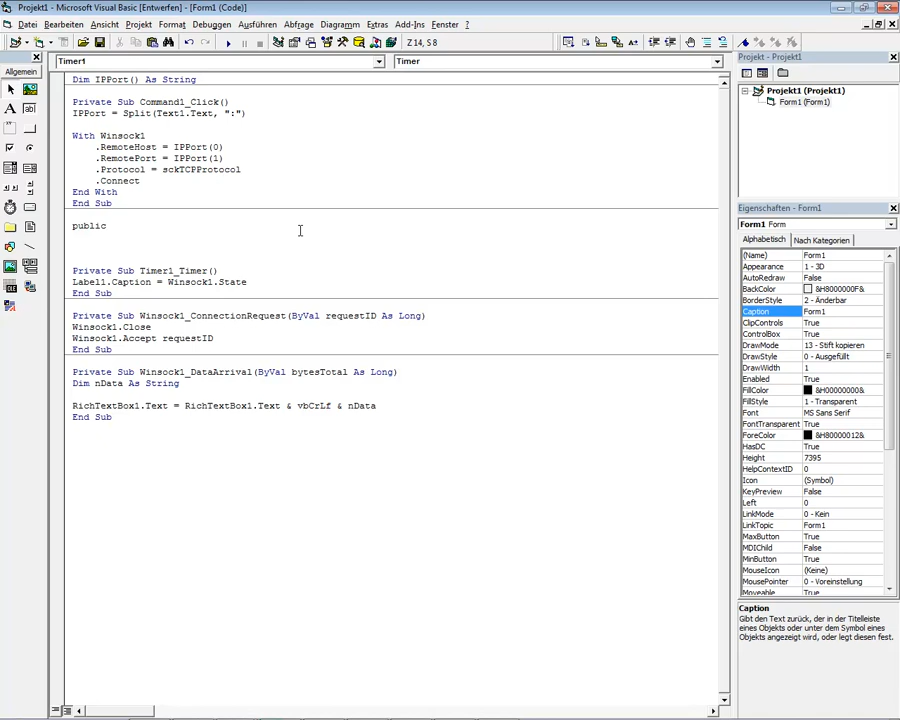 Projekt1 - Microsoft Visual Basic [Entwerfen] - [Form1 (Code)]
Datei Bearbeiten Ansicht Projekt Format Debuggen Ausführen Abfrage Diagramm Extras Add-Ins Fenster ?
Z 14, S 8
Allgemein
Timer1
Timer
Dim IPPort() As String
Private Sub Command1_Click()
IPPort = Split(Text1.Text, ":")
With Winsock1
.RemoteHost = IPPort(0)
.RemotePort = IPPort(1)
.Protocol = sckTCPProtocol
.Connect
End With
End Sub
public
Private Sub Timer1_Timer()
Label1.Caption = Winsock1.State
End Sub
Private Sub Winsock1_ConnectionRequest(ByVal requestID As Long)
Winsock1.Close
Winsock1.Accept requestID
End Sub
Private Sub Winsock1_DataArrival(ByVal bytesTotal As Long)
Dim nData As String
RichTextBox1.Text = RichTextBox1.Text & vbCrLf & nData
End Sub
Projekt - Projekt1
Projekt1 (Projekt1)
Form1 (Form1)
Eigenschaften - Form1
Form1 Form
Alphabetisch Nach Kategorien
(Name) Form1
Appearance 1 - 3D
AutoRedraw False
BackColor &H8000000F&
BorderStyle 2 - Änderbar
Caption Form1
ClipControls True
ControlBox True
DrawMode 13 - Stift kopieren
DrawStyle 0 - Ausgefüllt
DrawWidth 1
Enabled True
FillColor &H00000000&
FillStyle 1 - Transparent
Font MS Sans Serif
FontTransparent True
ForeColor &H80000012&
HasDC True
Height 7395
HelpContextID 0
Icon (Symbol)
KeyPreview False
Left 0
LinkMode 0 - Kein
LinkTopic Form1
MaxButton True
MDIChild False
MinButton True
MouseIcon (Keine)
MousePointer 0 - Voreinstellung
Moveable True
Caption
Gibt den Text zurück, der in der Titelleiste
eines Objekts oder unter dem Symbol eines
Objekts angezeigt wird, oder legt diesen fest.